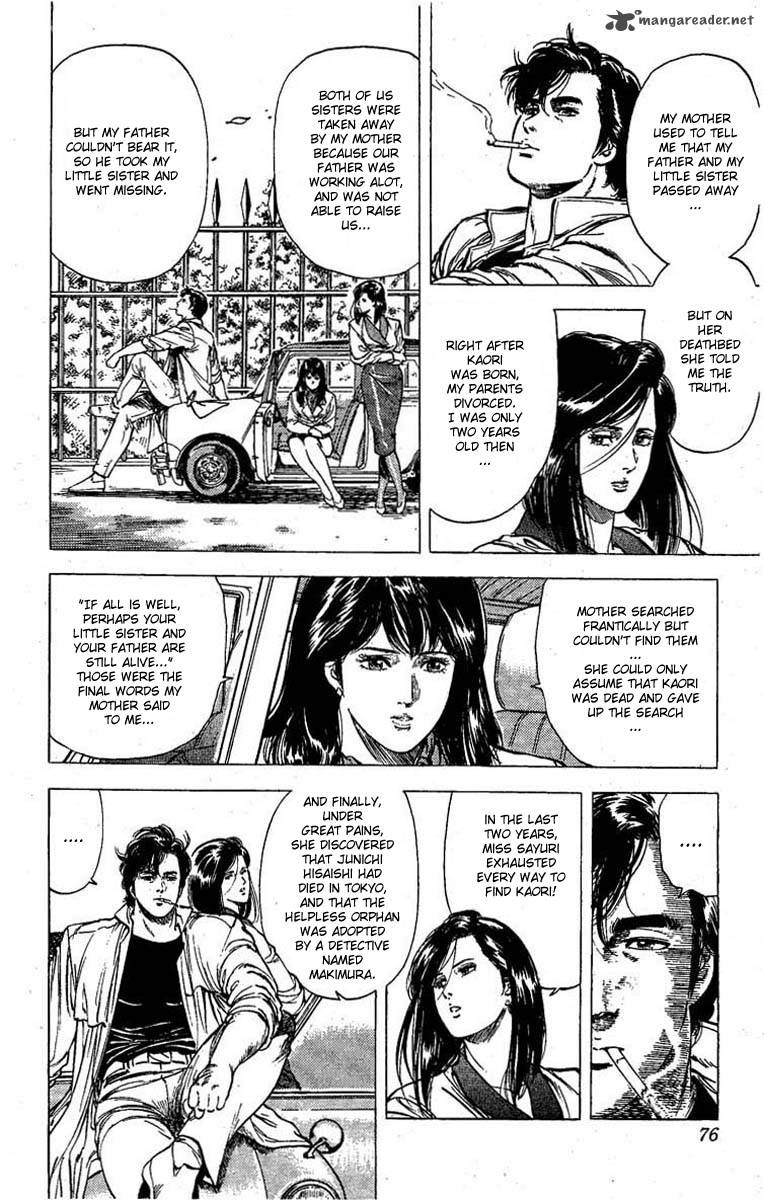 mangareader.net
MY MOTHER
USED TO TELL
ME THAT MY
FATHER AND MY
LITTLE SISTER
PASSED AWAY
...
BUT ON
HER
DEATHBED
SHE TOLD
ME THE
TRUTH.
RIGHT AFTER
KAORI
WAS BORN,
MY PARENTS
DIVORCED.
I WAS ONLY
TWO YEARS
OLD THEN
...
BOTH OF US
SISTERS WERE
TAKEN AWAY
BY MY MOTHER
BECAUSE OUR
FATHER WAS
WORKING ALOT,
AND WAS NOT
ABLE TO RAISE
US...
BUT MY FATHER
COULDN'T BEAR IT,
SO HE TOOK MY
LITTLE SISTER AND
WENT MISSING.
MOTHER SEARCHED
FRANTICALLY BUT
COULDN'T FIND THEM
...
SHE COULD ONLY
ASSUME THAT KAORI
WAS DEAD AND GAVE
UP THE SEARCH
...
"IF ALL IS WELL,
PERHAPS YOUR
LITTLE SISTER AND
YOUR FATHER ARE
STILL ALIVE..."
THOSE WERE THE
FINAL WORDS MY
MOTHER SAID
TO ME...
....
IN THE LAST
TWO YEARS,
MISS SAYURI
EXHAUSTED
EVERY WAY TO
FIND KAORI!
AND FINALLY,
UNDER
GREAT PAINS,
SHE DISCOVERED
THAT JUNICHI
HISAISHI HAD
DIED IN TOKYO,
AND THAT THE
HELPLESS ORPHAN
WAS ADOPTED
BY A DETECTIVE
NAMED
MAKIMURA.
....
76